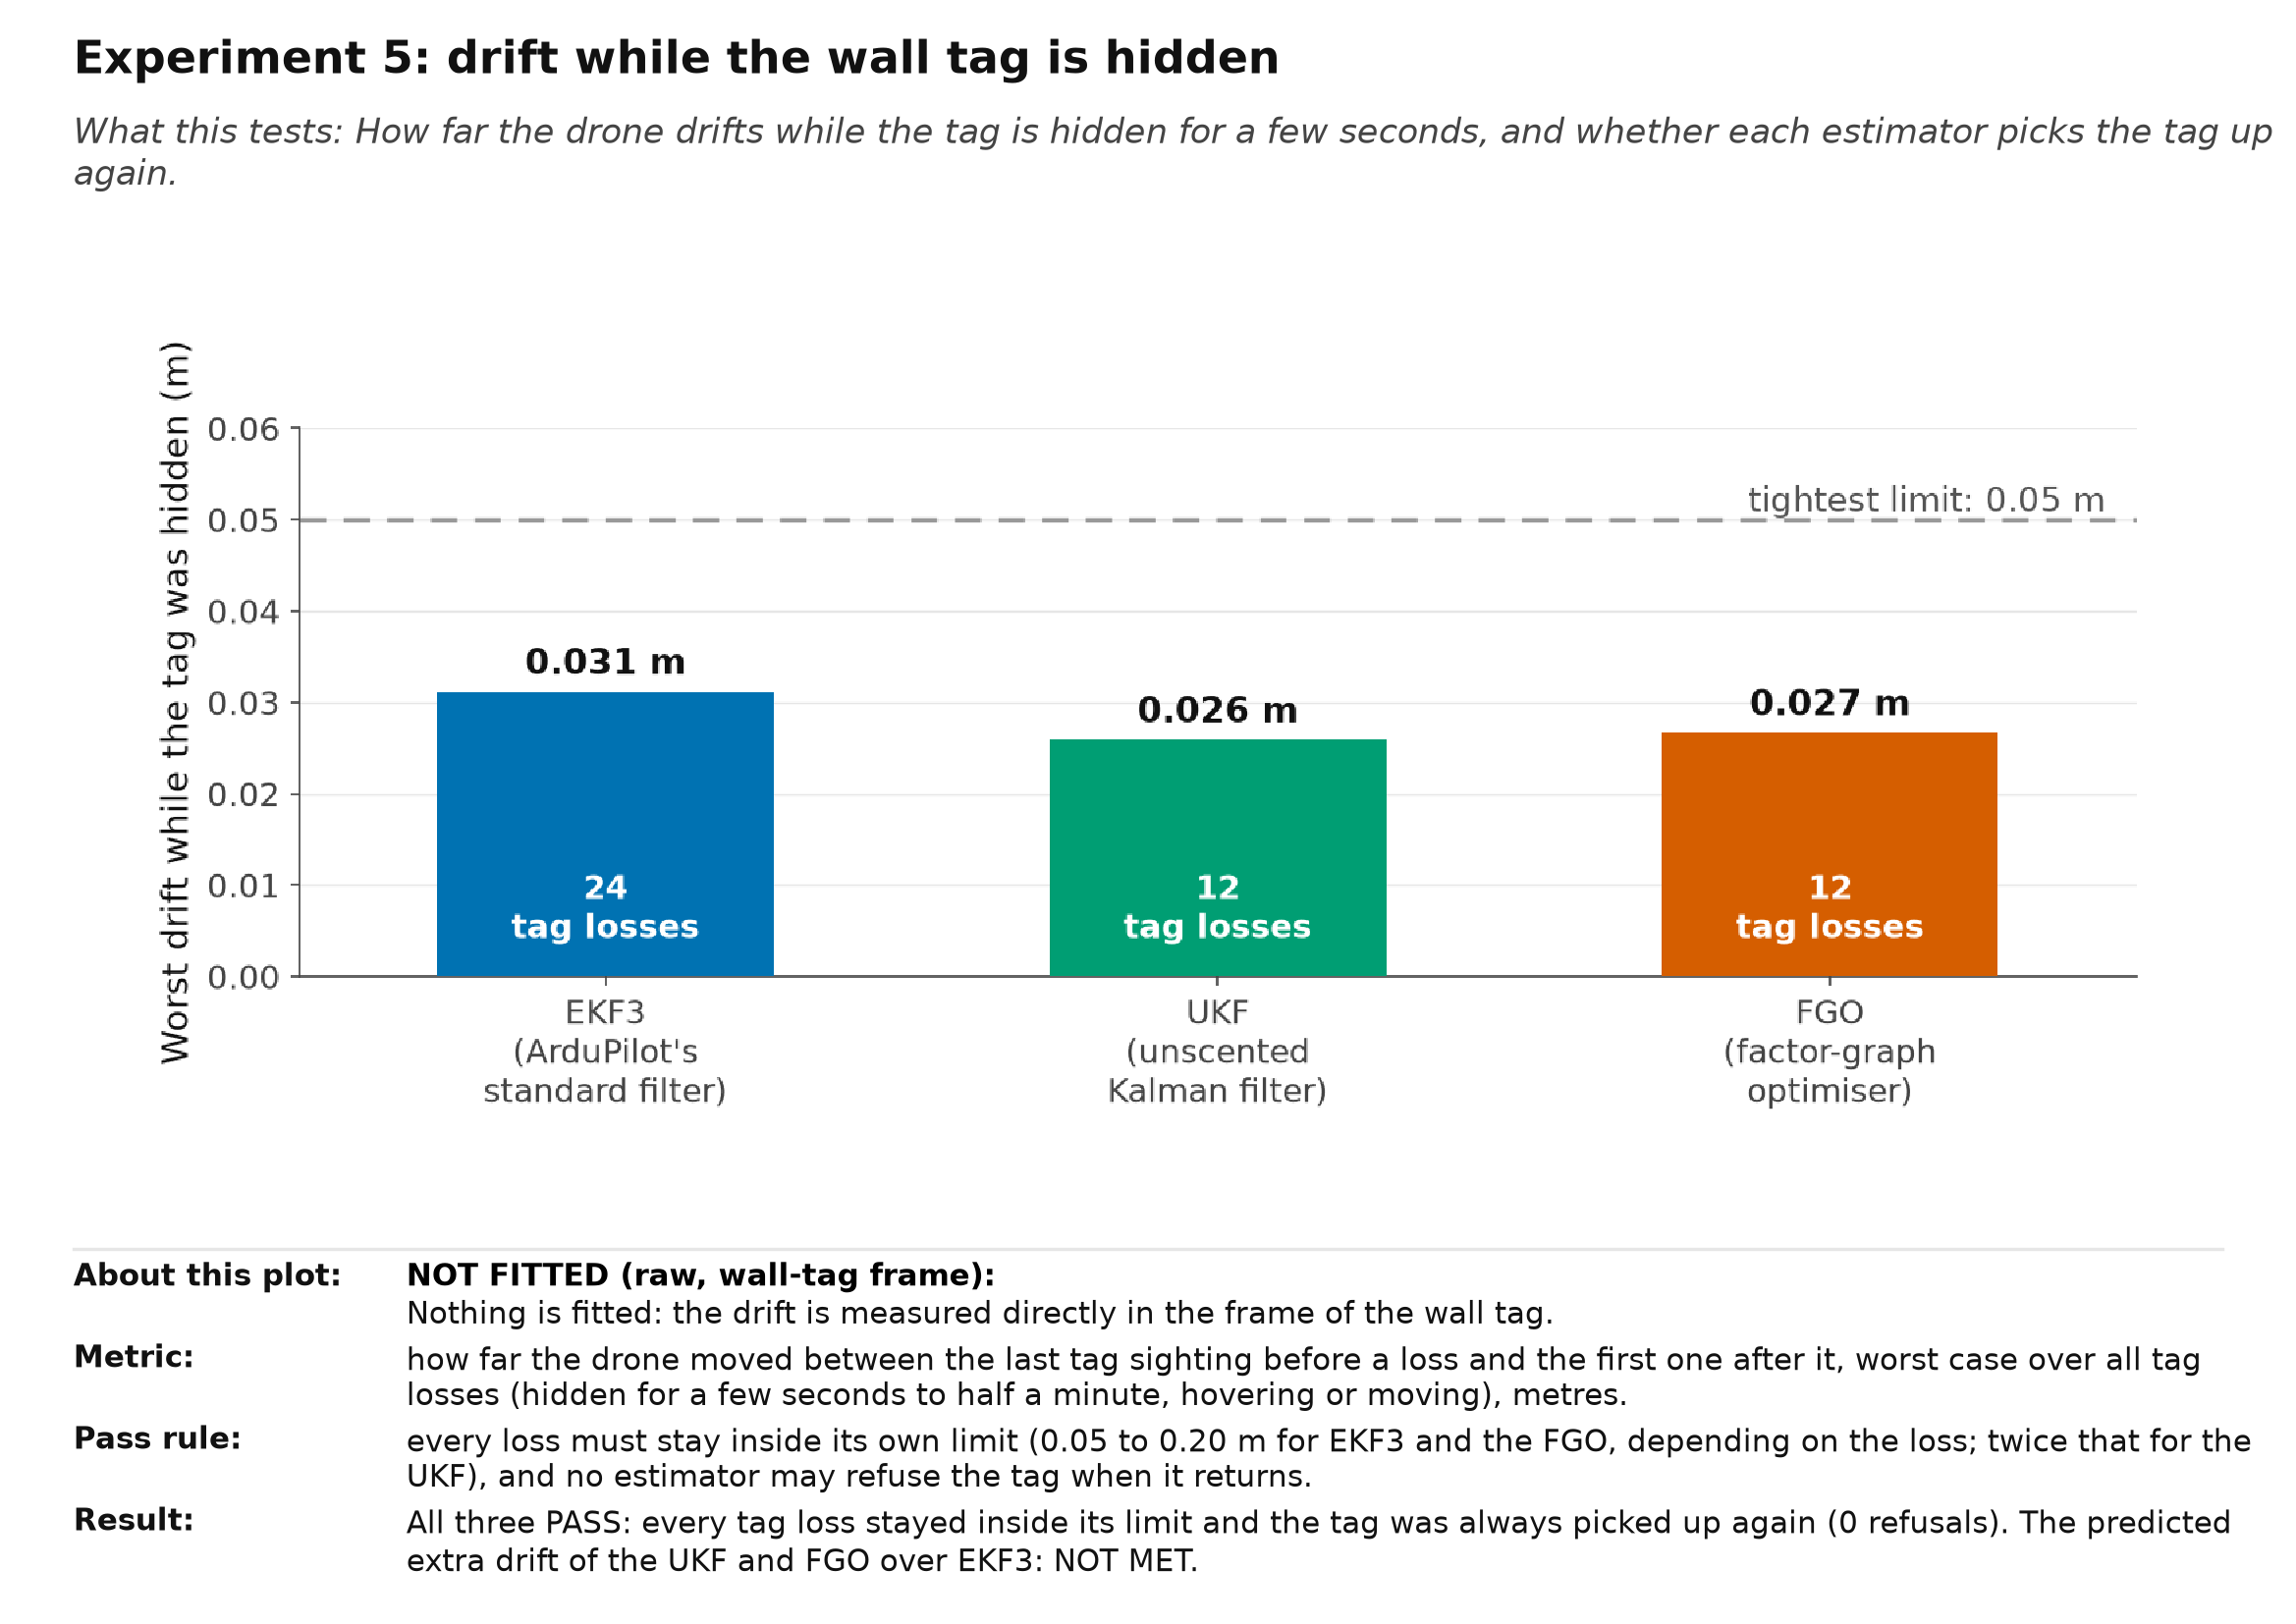 Experiment 5: drift while the wall tag is hidden
What this tests: How far the drone drifts while the tag is hidden for a few seconds, and whether each estimator picks the tag up
again.
Worst drift while the tag was hidden (m)
0.06
0.05
0.04
0.03
0.02
0.01
0.00
tightest limit: 0.05 m
0.031 m
0.026 m
0.027 m
24
tag losses
12
tag losses
12
tag losses
EKF3
(ArduPilot's
standard filter)
UKF
(unscented
Kalman filter)
FGO
(factor-graph
optimiser)
About this plot: NOT FITTED (raw, wall-tag frame):
Nothing is fitted: the drift is measured directly in the frame of the wall tag.
Metric: how far the drone moved between the last tag sighting before a loss and the first one after it, worst case over all tag
losses (hidden for a few seconds to half a minute, hovering or moving), metres.
Pass rule: every loss must stay inside its own limit (0.05 to 0.20 m for EKF3 and the FGO, depending on the loss; twice that for the
UKF), and no estimator may refuse the tag when it returns.
Result: All three PASS: every tag loss stayed inside its limit and the tag was always picked up again (0 refusals). The predicted
extra drift of the UKF and FGO over EKF3: NOT MET.